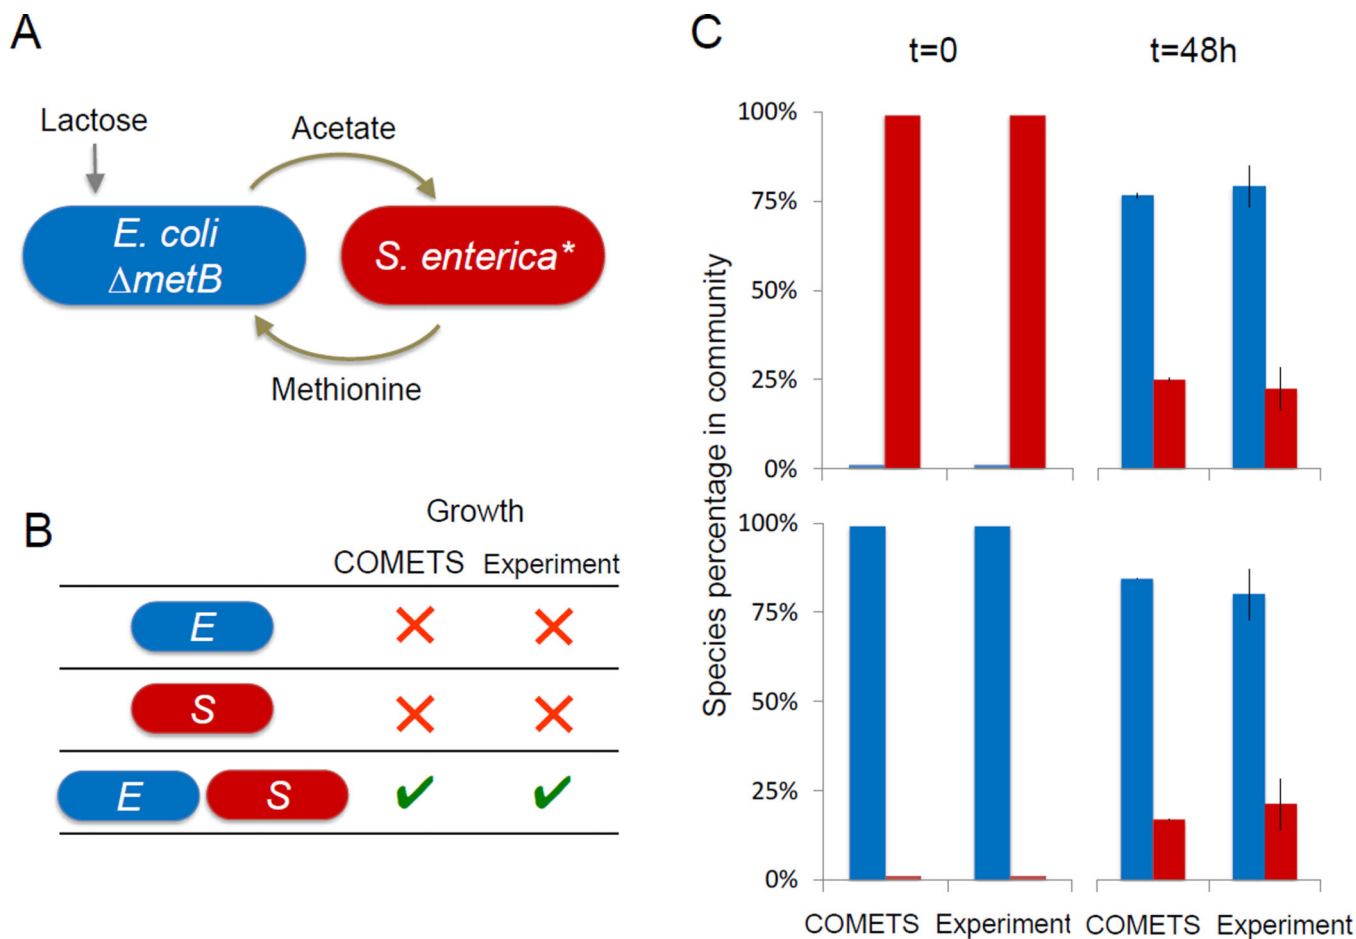 A
Lactose
Acetate
E. coli
ΔmetB
S. enterica*
Methionine
B
Growth
COMETS Experiment
E
S
E S
C
t=0 t=48h
Species percentage in community
100%
75%
50%
25%
0%
100%
75%
50%
25%
0%
COMETS Experiment COMETS Experiment